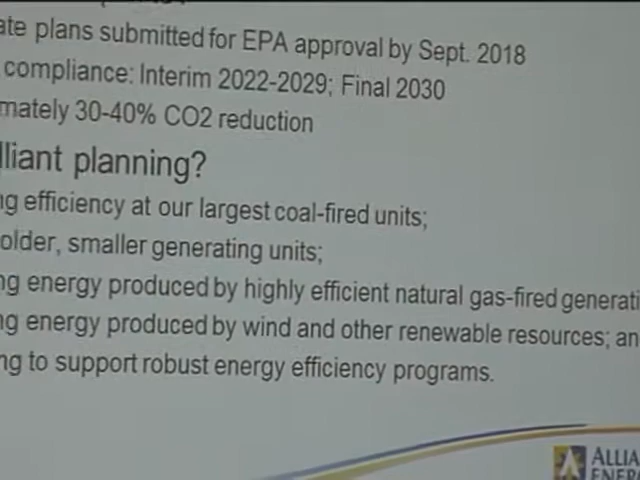 ate plans submitted for EPA approval by Sept. 2018
compliance: Interim 2022-2029; Final 2030
mately 30-40% CO2 reduction
lliant planning?
ng efficiency at our largest coal-fired units;
older, smaller generating units;
ng energy produced by highly efficient natural gas-fired generati
ng energy produced by wind and other renewable resources; an
ng to support robust energy efficiency programs.
ALLIA
ENER